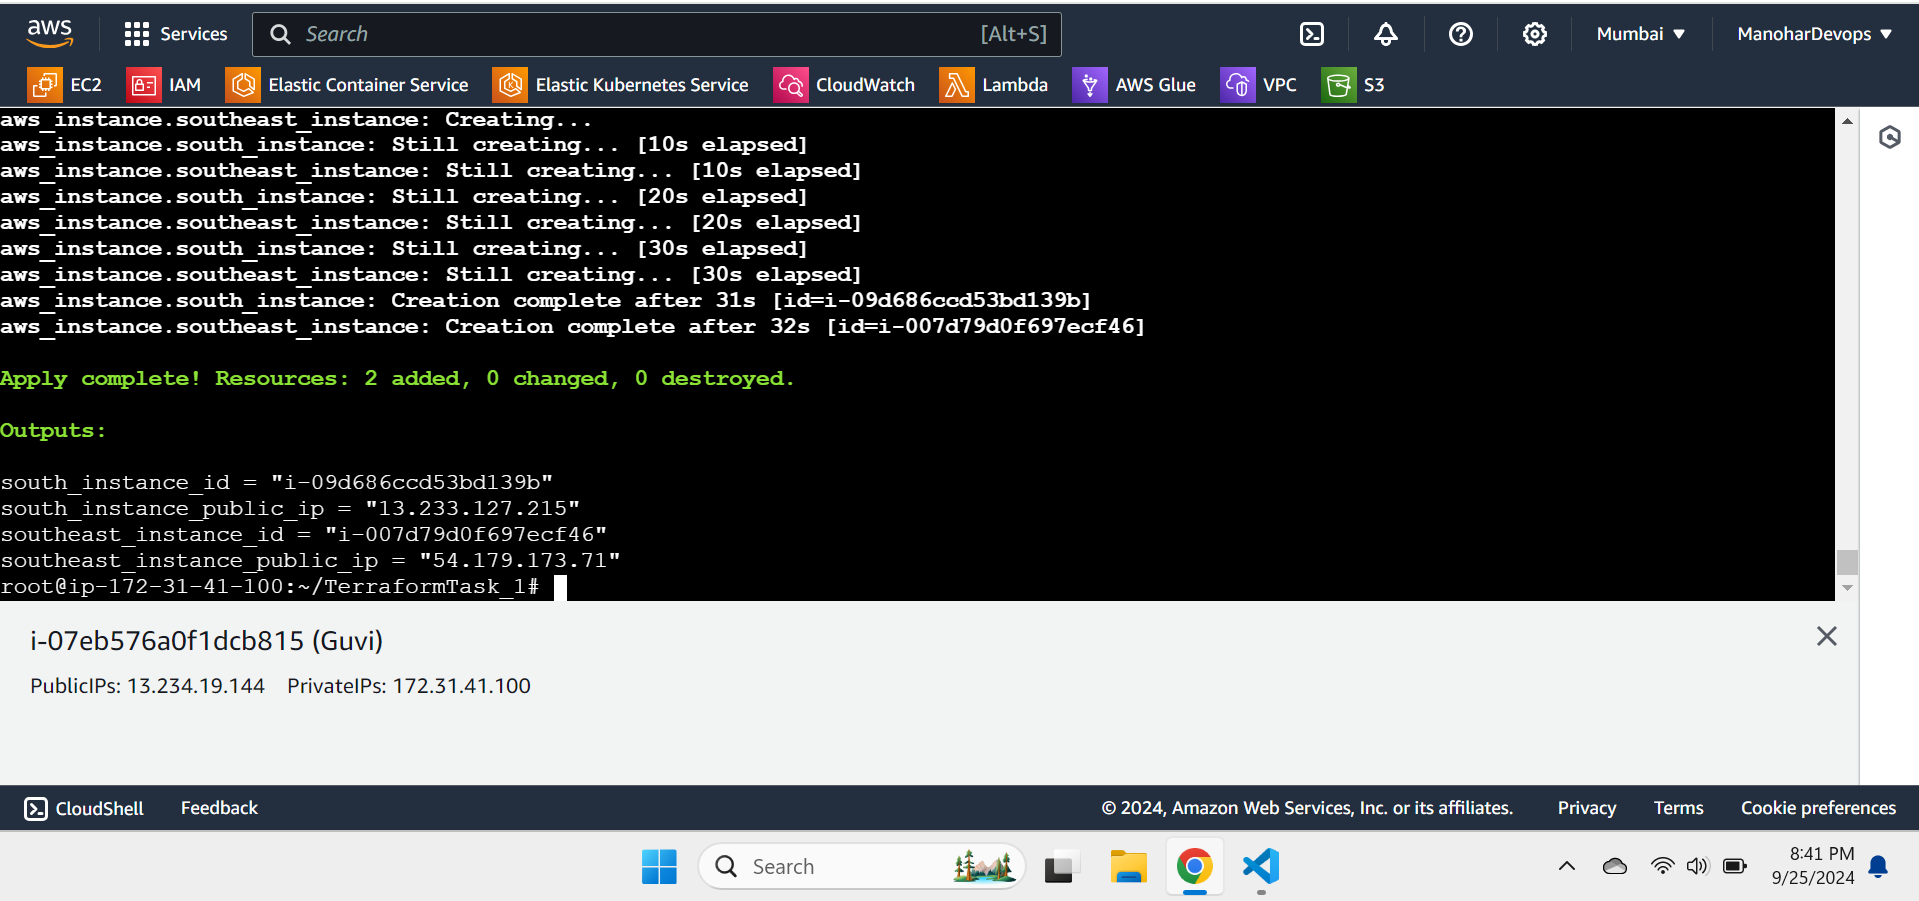 aws Services Search [Alt+S] Mumbai ▼ ManoharDevops ▼
EC2 IAM Elastic Container Service Elastic Kubernetes Service CloudWatch Lambda AWS Glue VPC S3
aws_instance.southeast_instance: Creating...
aws_instance.south_instance: Still creating... [10s elapsed]
aws_instance.southeast_instance: Still creating... [10s elapsed]
aws_instance.south_instance: Still creating... [20s elapsed]
aws_instance.southeast_instance: Still creating... [20s elapsed]
aws_instance.south_instance: Still creating... [30s elapsed]
aws_instance.southeast_instance: Still creating... [30s elapsed]
aws_instance.south_instance: Creation complete after 31s [id=i-09d686ccd53bd139b]
aws_instance.southeast_instance: Creation complete after 32s [id=i-007d79d0f697ecf46]
Apply complete! Resources: 2 added, 0 changed, 0 destroyed.
Outputs:
south_instance_id = "i-09d686ccd53bd139b"
south_instance_public_ip = "13.233.127.215"
southeast_instance_id = "i-007d79d0f697ecf46"
southeast_instance_public_ip = "54.179.173.71"
root@ip-172-31-41-100:~/TerraformTask_1#
i-07eb576a0f1dcb815 (Guvi)
PublicIPs: 13.234.19.144 PrivateIPs: 172.31.41.100
CloudShell Feedback © 2024, Amazon Web Services, Inc. or its affiliates. Privacy Terms Cookie preferences
Search 8:41 PM
9/25/2024